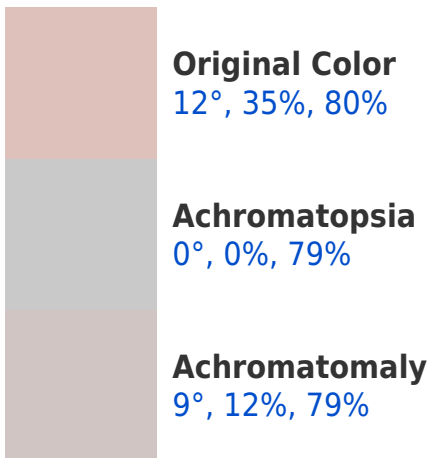 Original Color
12°, 35%, 80%
Achromatopsia
0°, 0%, 79%
Achromatomaly
9°, 12%, 79%